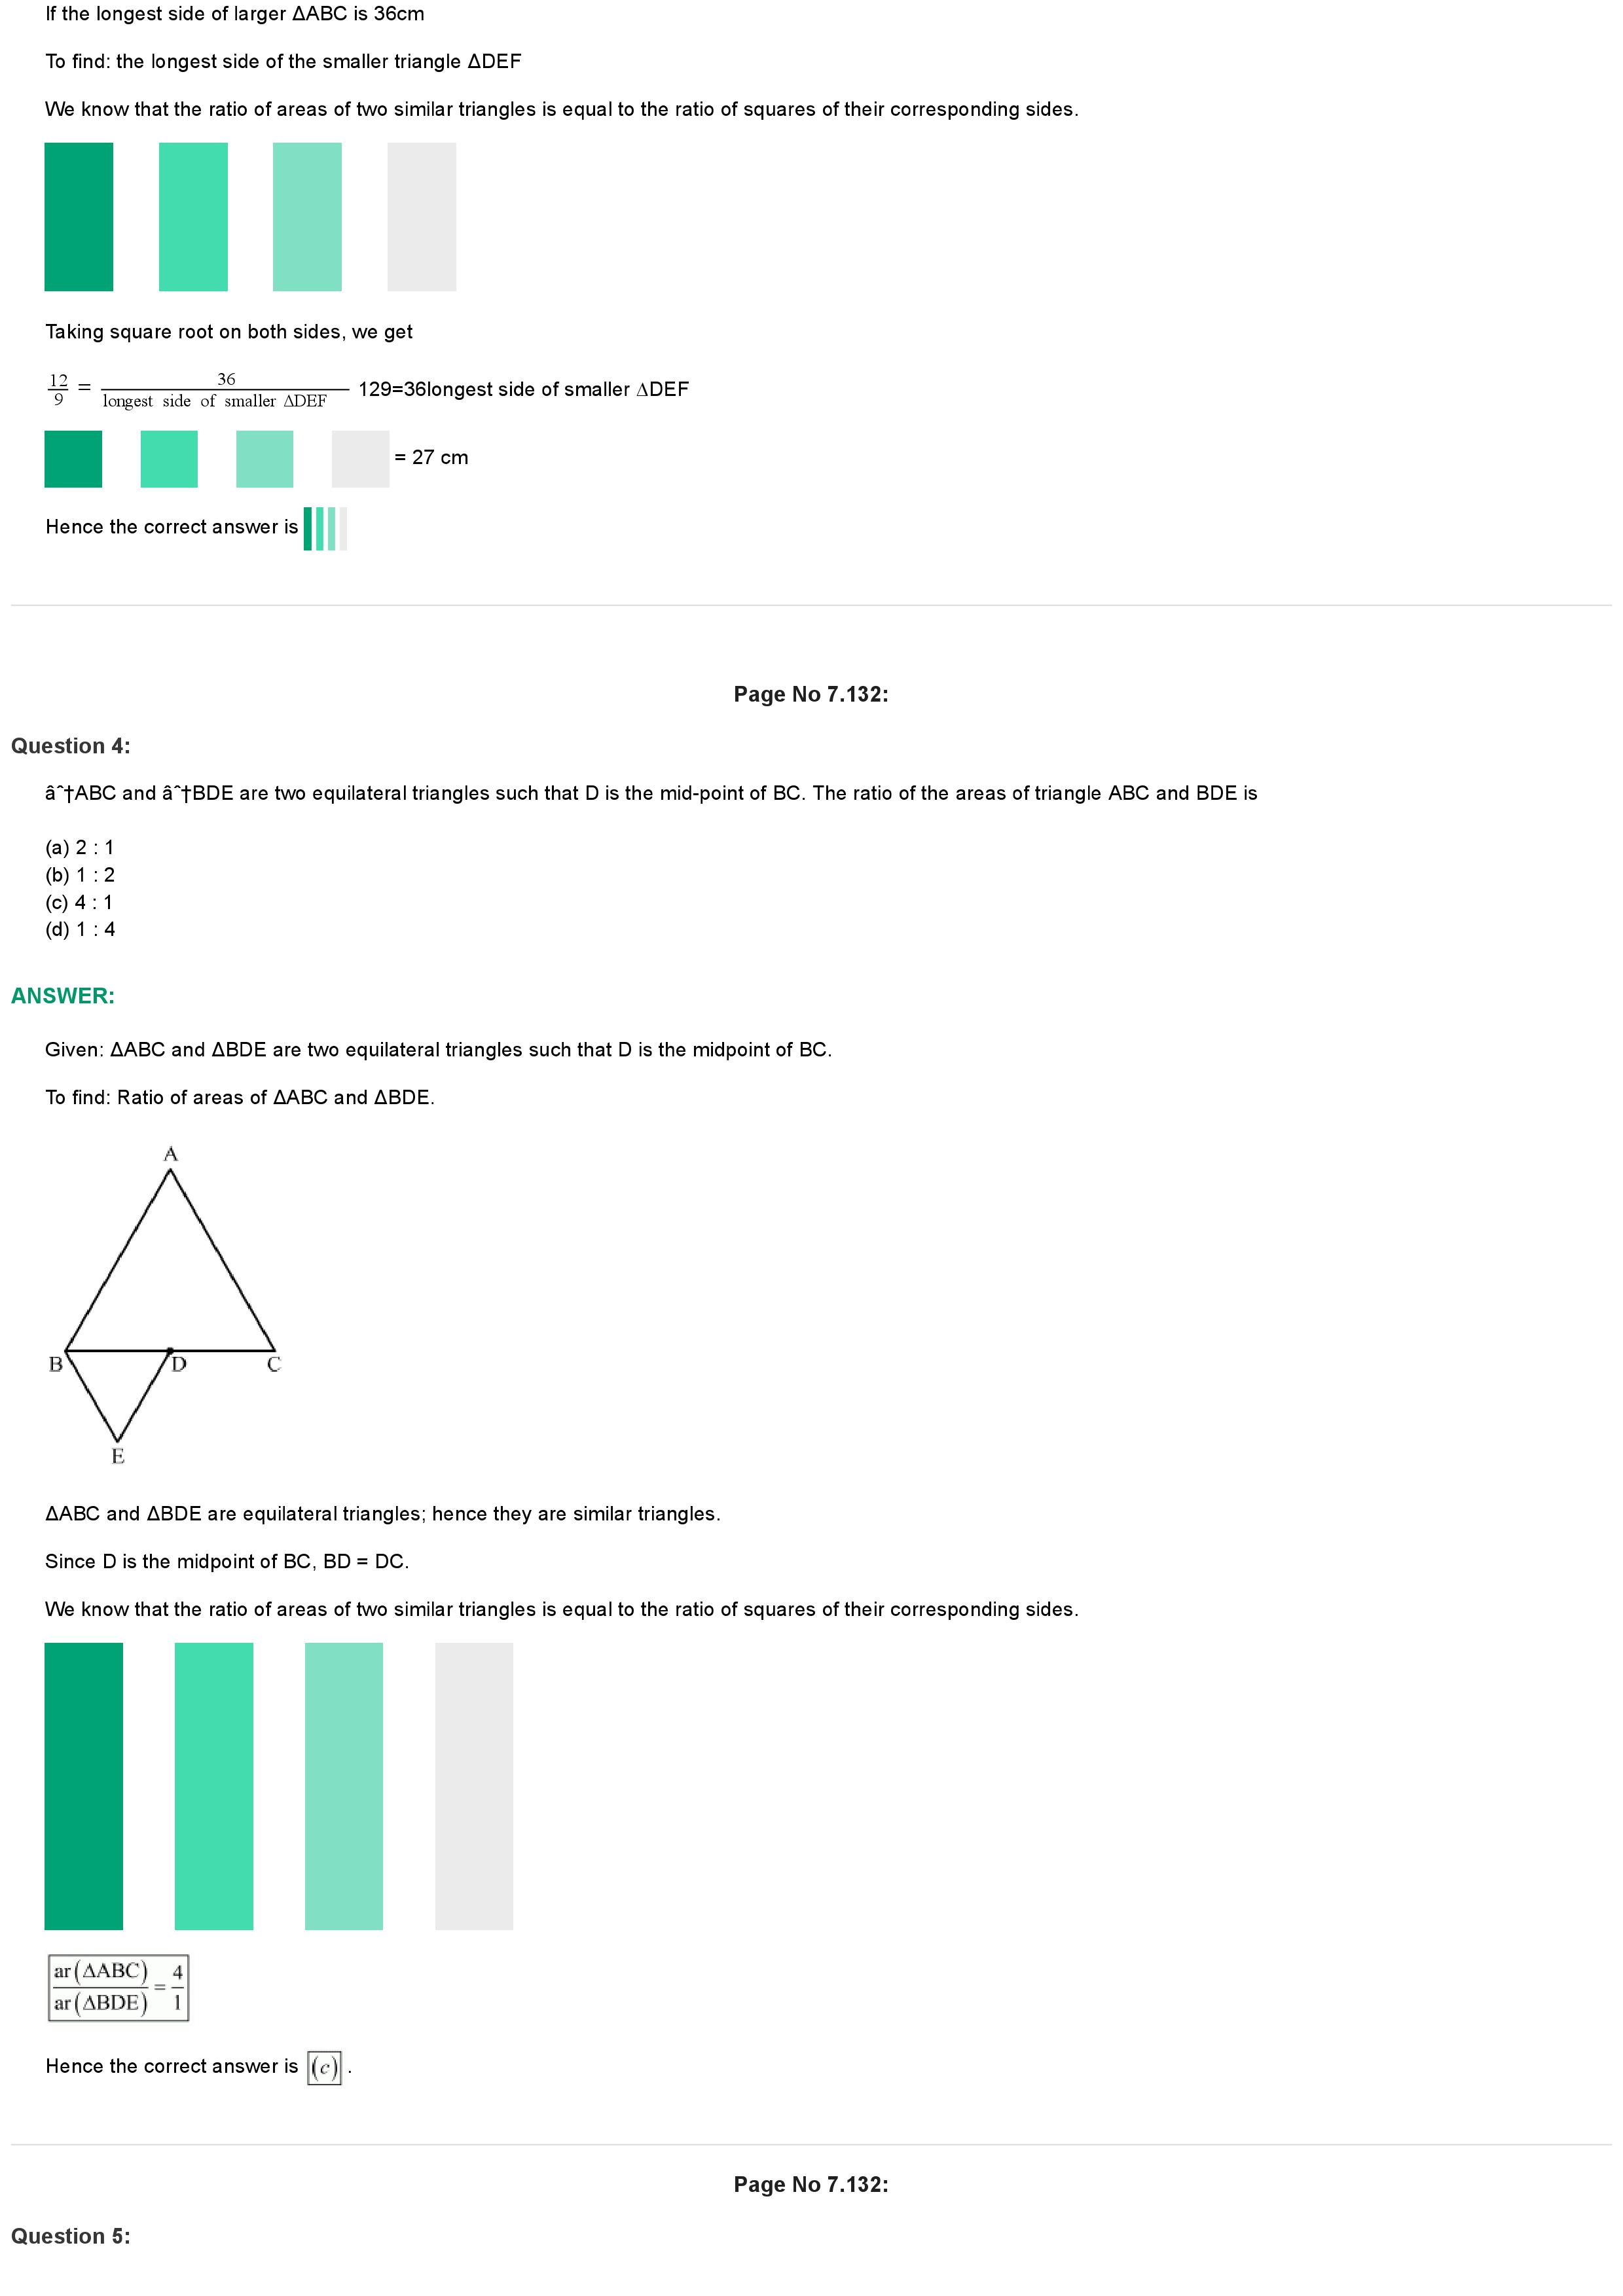 If the longest side of larger ΔABC is 36cm
To find: the longest side of the smaller triangle ΔDEF
We know that the ratio of areas of two similar triangles is equal to the ratio of squares of their corresponding sides.
Taking square root on both sides, we get
12/9 = 36/longest side of smaller ΔDEF 129=36longest side of smaller ∆DEF
= 27 cm
Hence the correct answer is
Page No 7.132:
Question 4:
âˆ†ABC and âˆ†BDE are two equilateral triangles such that D is the mid-point of BC. The ratio of the areas of triangle ABC and BDE is
(a) 2 : 1
(b) 1 : 2
(c) 4 : 1
(d) 1 : 4
ANSWER:
Given: ΔABC and ΔBDE are two equilateral triangles such that D is the midpoint of BC.
To find: Ratio of areas of ΔABC and ΔBDE.
A
B D C
E
ΔABC and ΔBDE are equilateral triangles; hence they are similar triangles.
Since D is the midpoint of BC, BD = DC.
We know that the ratio of areas of two similar triangles is equal to the ratio of squares of their corresponding sides.
ar(ΔABC)/ar(ΔBDE) = 4/1
Hence the correct answer is (c) .
Page No 7.132:
Question 5: